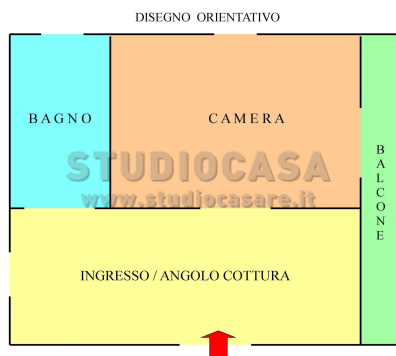 DISEGNO ORIENTATIVO
BAGNO
CAMERA
BALCONE
STUDIOCASA
www.studiocasare.it
INGRESSO / ANGOLO COTTURA